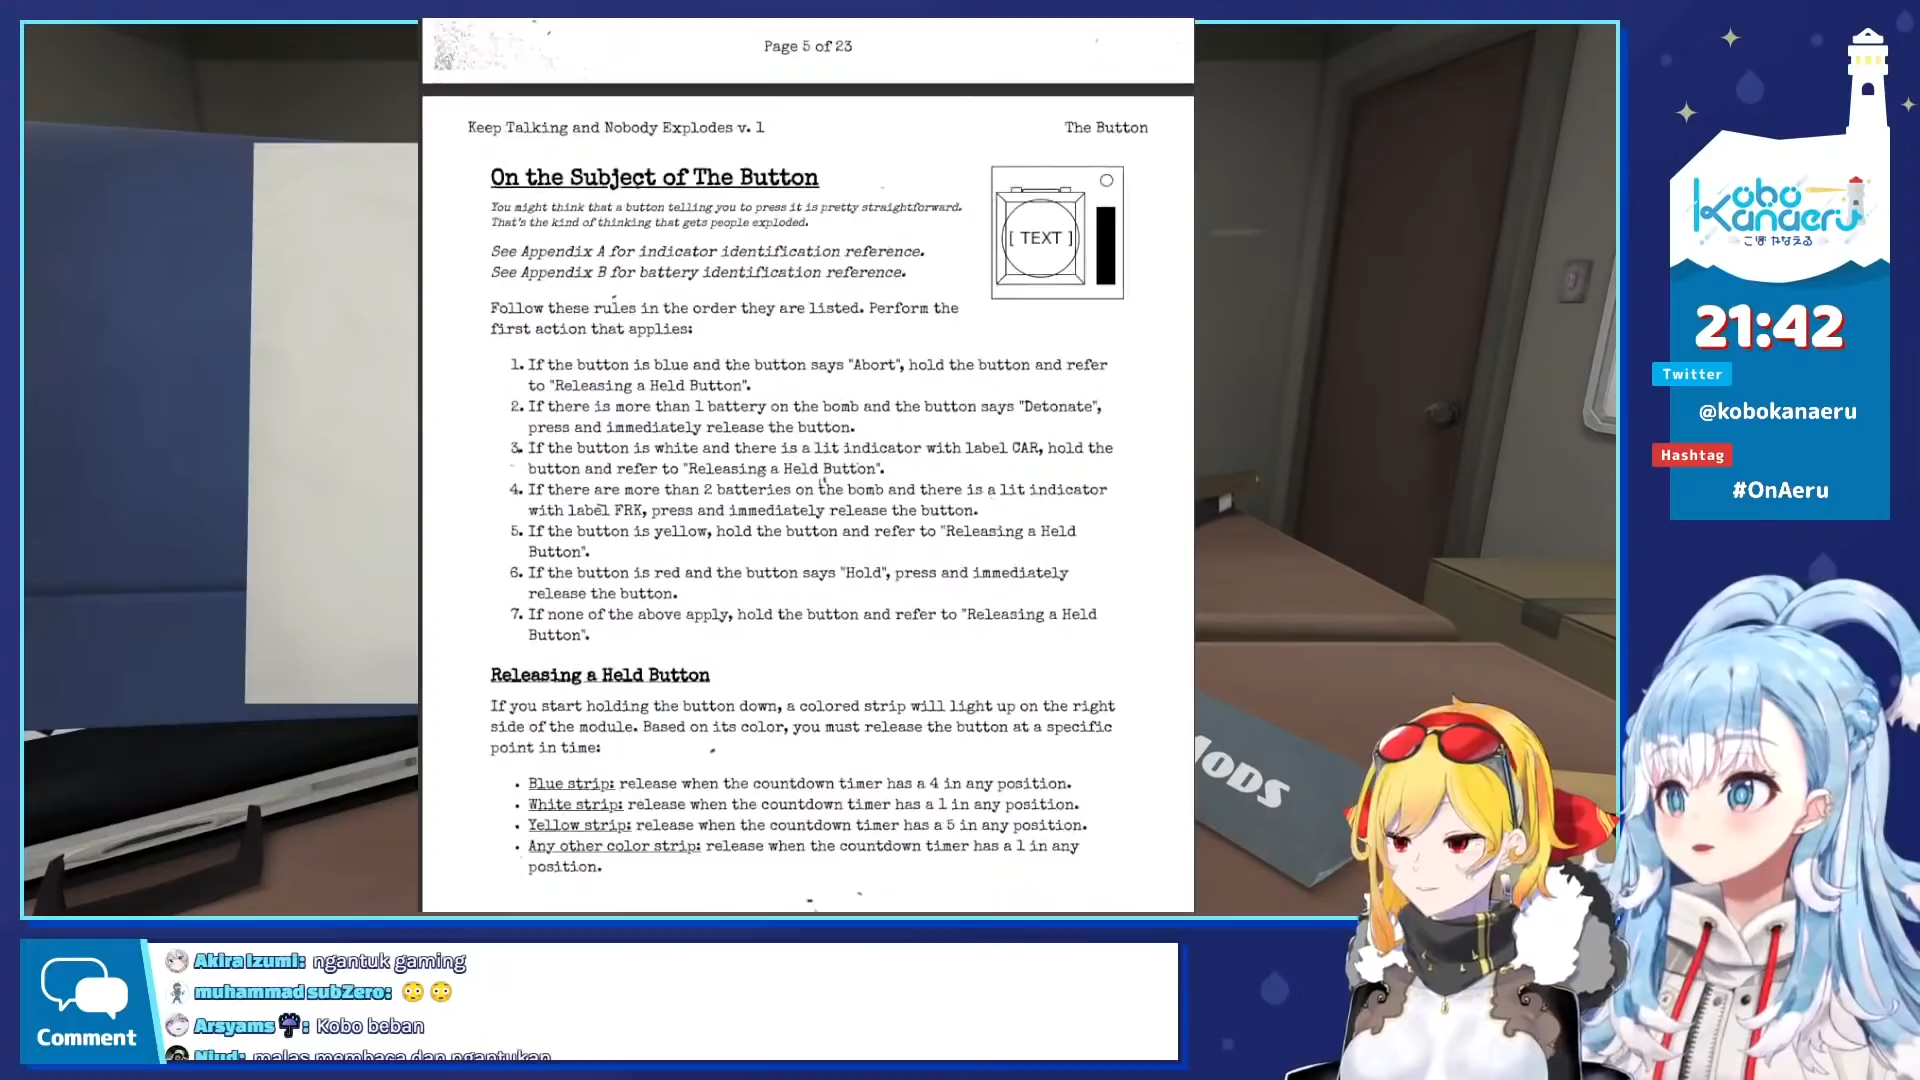 Page 5 of 23
Keep Talking and Nobody Explodes v. 1
The Button
On the Subject of The Button
You might think that a button telling you to press it is pretty straightforward.
That's the kind of thinking that gets people exploded.
See Appendix A for indicator identification reference.
See Appendix B for battery identification reference.
[ TEXT ]
Follow these rules in the order they are listed. Perform the
first action that applies:
1. If the button is blue and the button says "Abort", hold the button and refer
to "Releasing a Held Button".
2. If there is more than 1 battery on the bomb and the button says "Detonate",
press and immediately release the button.
3. If the button is white and there is a lit indicator with label CAR, hold the
button and refer to "Releasing a Held Button".
4. If there are more than 2 batteries on the bomb and there is a lit indicator
with label FRK, press and immediately release the button.
5. If the button is yellow, hold the button and refer to "Releasing a Held
Button".
6. If the button is red and the button says "Hold", press and immediately
release the button.
7. If none of the above apply, hold the button and refer to "Releasing a Held
Button".
Releasing a Held Button
If you start holding the button down, a colored strip will light up on the right
side of the module. Based on its color, you must release the button at a specific
point in time:
• Blue strip: release when the countdown timer has a 4 in any position.
• White strip: release when the countdown timer has a 1 in any position.
• Yellow strip: release when the countdown timer has a 5 in any position.
• Any other color strip: release when the countdown timer has a 1 in any
position.
MODS
Kobo
Kanaeru
こぼ かなえる
21:42
Twitter
@kobokanaeru
Hashtag
#OnAeru
Comment
Akira Izumi: ngantuk gaming
muhammad subZero: 😳 😳
Arsyams ☂: Kobo beban
Niud: malas membaca dan ngantukan